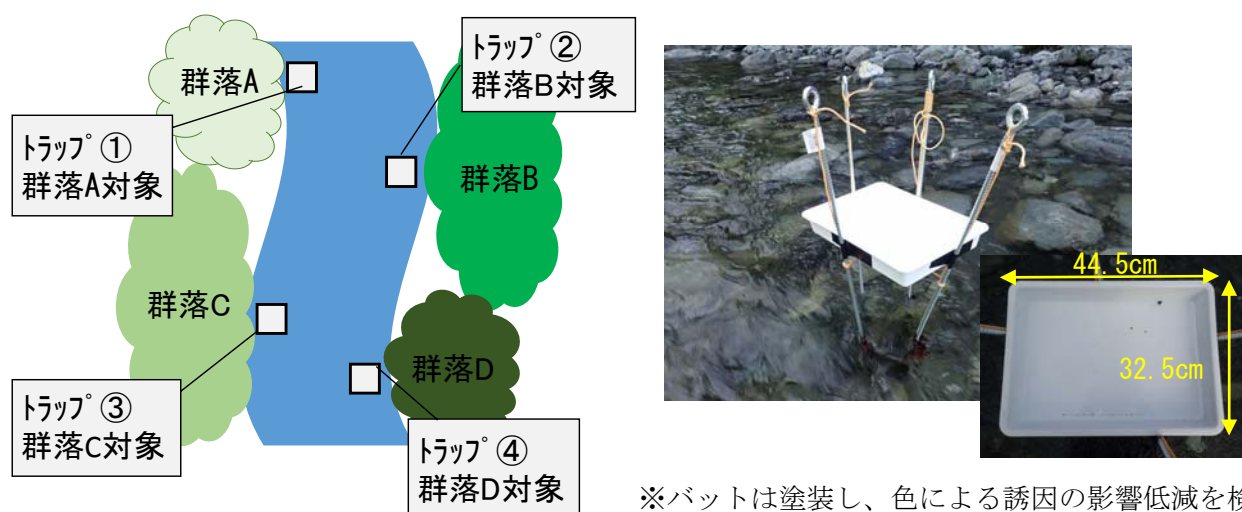 群落A
ﾄﾗｯﾌﾟ②
群落B対象
ﾄﾗｯﾌﾟ①
群落A対象
群落B
群落C
44.5cm
32.5cm
群落D
ﾄﾗｯﾌﾟ③
群落C対象
ﾄﾗｯﾌﾟ④
群落D対象
※バットは塗装し、色による誘因の影響低減を検